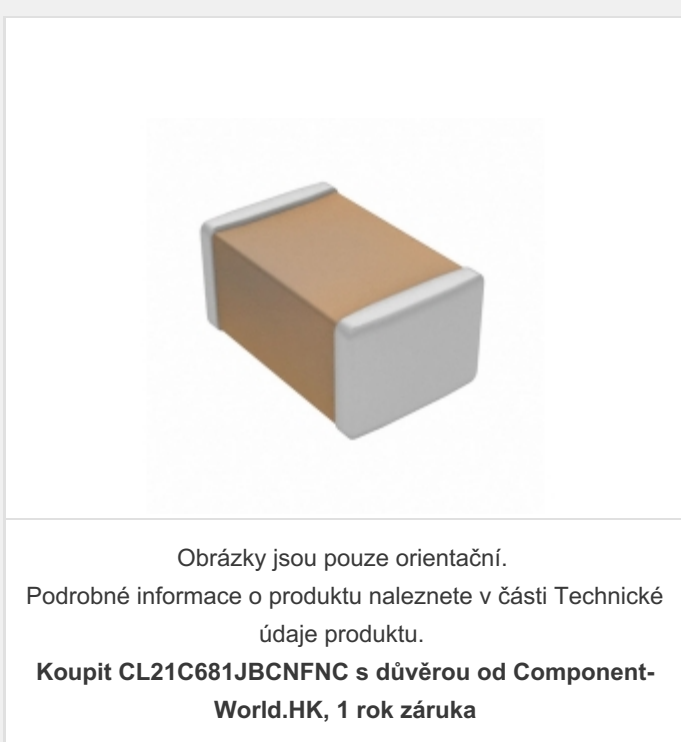 Obrázky jsou pouze orientační.
Podrobné informace o produktu naleznete v části Technické
údaje produktu.
Koupit CL21C681JBCNFNC s důvěrou od Component-
World.HK, 1 rok záruka